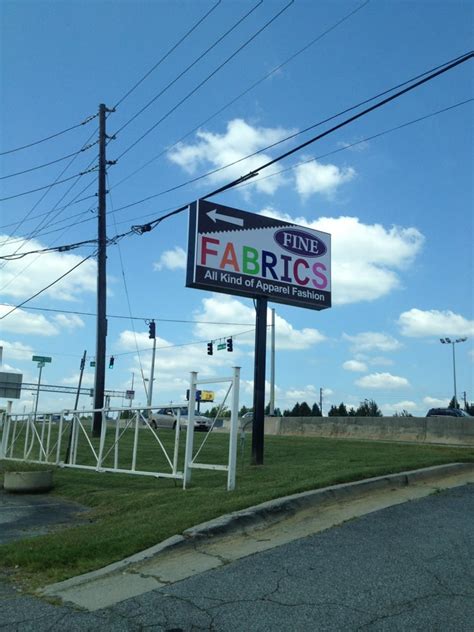 FINE
FABRICS
All Kind of Apparel Fashion